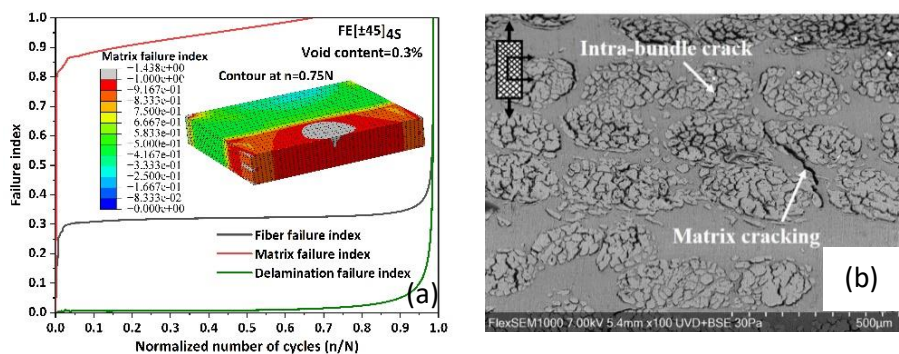 FE[±45]4S
Void content=0.3%
Contour at n=0.75N
Matrix failure index
−1.438e+00
−1.000e+00
−9.167e-01
−8.333e-01
7.500e-01
6.667e-01
5.833e-01
−4.167e-01
−3.333e-01
2.500e-01
−1.667e-01
−8.333e-02
−0.000e+00
Fiber failure index
Matrix failure index
Delamination failure index
(a)
Failure index
1.0
0.9
0.8
0.7
0.6
0.5
0.4
0.3
0.2
0.1
0.0
0.0 0.1 0.2 0.3 0.4 0.5 0.6 0.7 0.8 0.9 1.0
Normalized number of cycles (n/N)
Intra-bundle crack
Matrix cracking
(b)
FlexSEM1000 7.00kV 5.4mm x100 UVD+BSE 30Pa
500µm